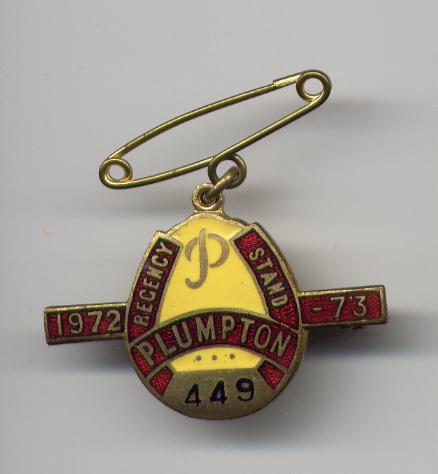 P
REGENCY STAND
1972 -73
PLUMPTON
449